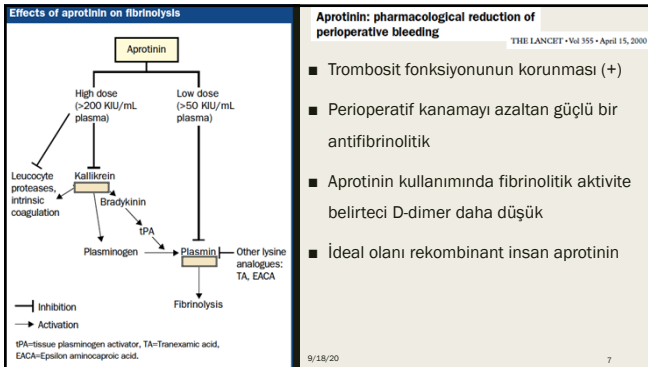 Effects of aprotinin on fibrinolysis
Aprotinin
High dose
(>200 KIU/mL
plasma)
Low dose
(>50 KIU/mL
plasma)
Leucocyte
proteases,
intrinsic
coagulation
Kallikrein
Bradykinin
tPA
Plasminogen
Plasmin
Other lysine
analogues:
TA, EACA
Fibrinolysis
Inhibition
Activation
tPA=tissue plasminogen activator, TA=Tranexamic acid,
EACA=Epsilon aminocaproic acid.
Aprotinin: pharmacological reduction of
perioperative bleeding
THE LANCET • Vol 355 • April 15, 2000
■ Trombosit fonksiyonunun korunması (+)
■ Perioperatif kanamayı azaltan güçlü bir
antifibrinolitik
■ Aprotinin kullanımında fibrinolitik aktivite
belirteci D-dimer daha düşük
■ İdeal olanı rekombinant insan aprotinin
9/18/20
7